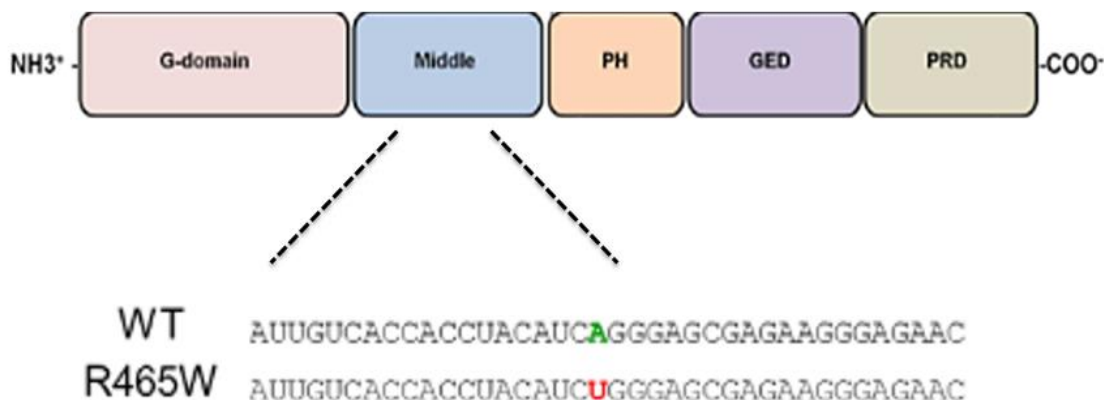 NH3⁺ - G-domain Middle PH GED PRD -COO⁻
WT AUUGUCACCACCUACAUCAGGGAGCGAGAAGGGAGAAC
R465W AUUGUCACCACCUACAUCUGGGAGCGAGAAGGGAGAAC